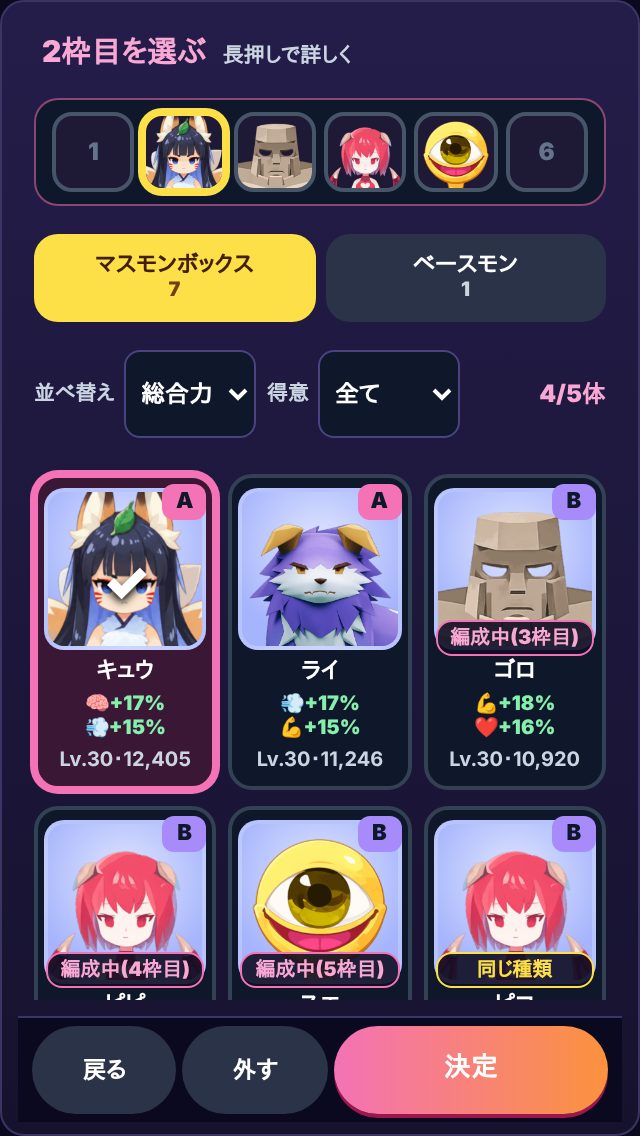 2枠目を選ぶ 長押しで詳しく
1
6
マスモンボックス
7
ベースモン
1
並べ替え 総合力 得意 全て 4/5体
A
キュウ
🧠+17%
💨+15%
Lv.30・12,405
A
ライ
💨+17%
💪+15%
Lv.30・11,246
B
編成中(3枠目)
ゴロ
💪+18%
❤️+16%
Lv.30・10,920
B
編成中(4枠目)
B
編成中(5枠目)
B
同じ種類
戻る 外す 決定